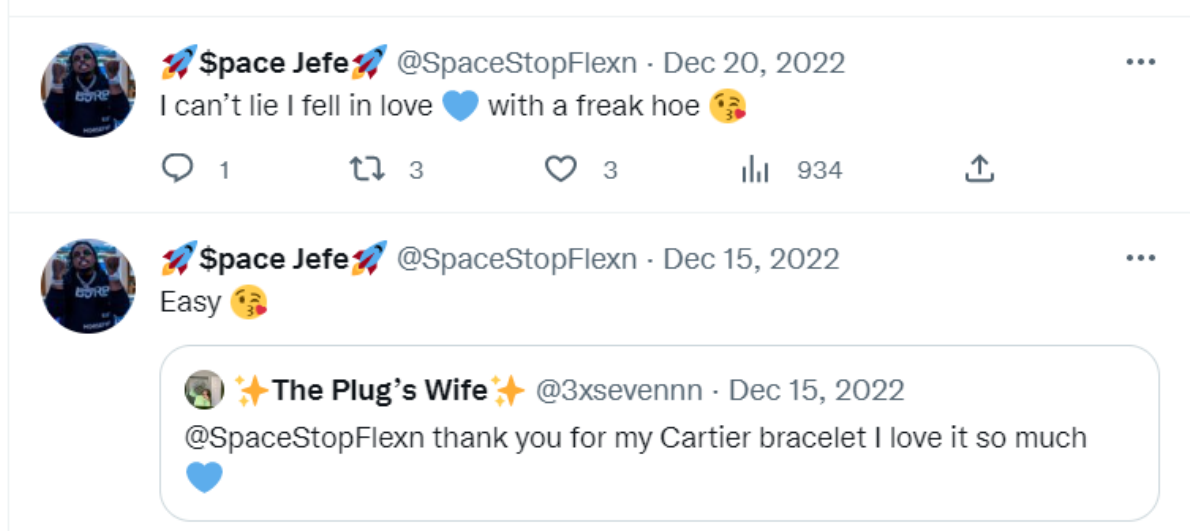 🚀$pace Jefe🚀 @SpaceStopFlexn · Dec 20, 2022
I can't lie I fell in love 💙 with a freak hoe 😘
1 3 3 934
🚀$pace Jefe🚀 @SpaceStopFlexn · Dec 15, 2022
Easy 😘
✨The Plug's Wife✨ @3xsevennn · Dec 15, 2022
@SpaceStopFlexn thank you for my Cartier bracelet I love it so much
💙